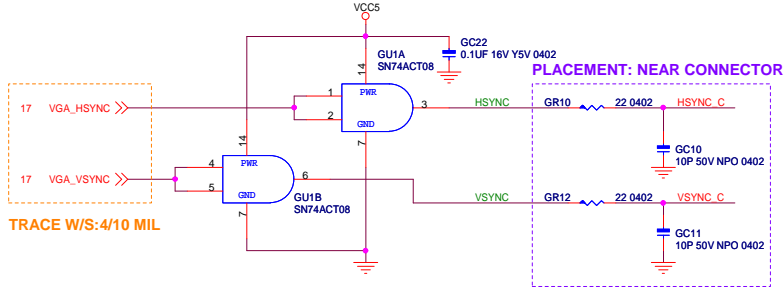 VCC5
GC22
0.1UF 16V Y5V 0402
GU1A
SN74ACT08
PLACEMENT: NEAR CONNECTOR
14
PWR
17 VGA_HSYNC
1
2
3
HSYNC
GR10
22 0402
HSYNC_C
GND
7
14
GC10
10P 50V NPO 0402
17 VGA_VSYNC
4
5
PWR
6
GND
7
GU1B
SN74ACT08
VSYNC
GR12
22 0402
VSYNC_C
TRACE W/S:4/10 MIL
GC11
10P 50V NPO 0402